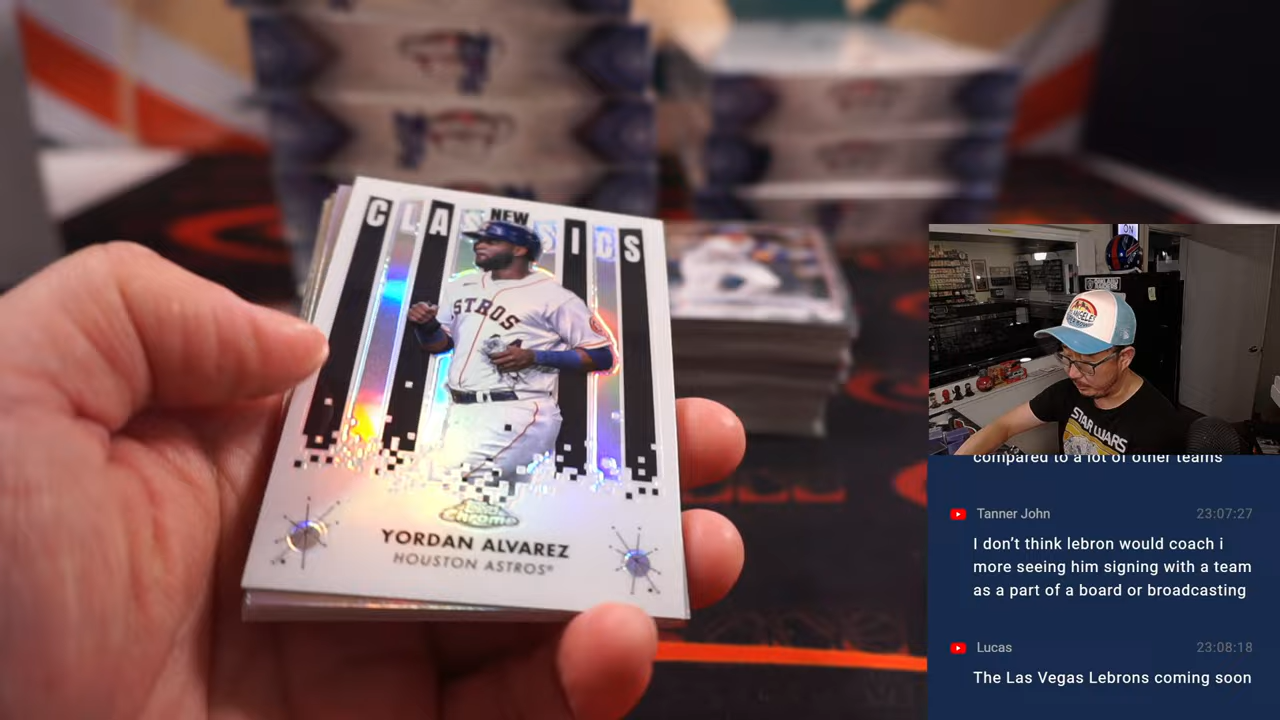 NEW
CLASSICS
STROS
Topps
Chrome
YORDAN ALVAREZ
HOUSTON ASTROS®
ON
STAR WARS
compared to a lot of other teams
Tanner John 23:07:27
I don't think lebron would coach i
more seeing him signing with a team
as a part of a board or broadcasting
Lucas 23:08:18
The Las Vegas Lebrons coming soon